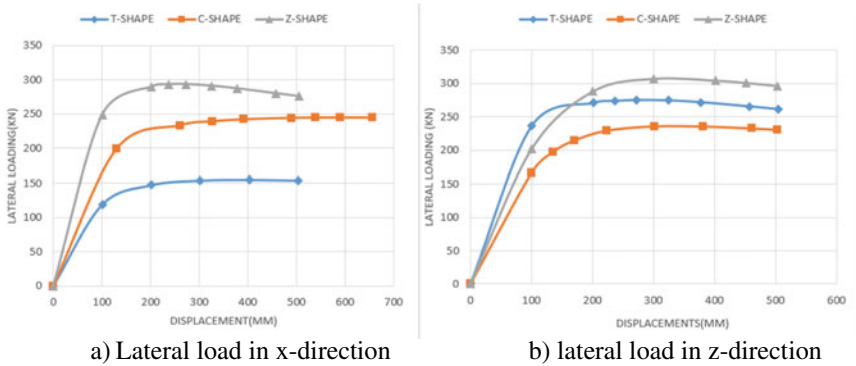 T-SHAPE C-SHAPE Z-SHAPE
350
300
250
200
150
100
50
0
LATERAL LOADING(KN)
0 100 200 300 400 500 600 700
DISPLACEMENT(MM)
a) Lateral load in x-direction
T-SHAPE C-SHAPE Z-SHAPE
350
300
250
200
150
100
50
0
LATERAL LOADING (KN)
0 100 200 300 400 500 600
DISPLACEMENTS(MM)
b) lateral load in z-direction